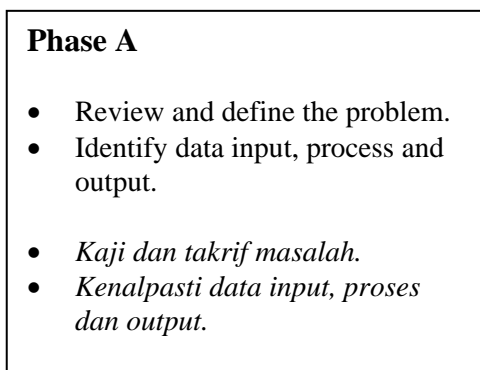 Phase A
• Review and define the problem.
• Identify data input, process and
output.
• Kaji dan takrif masalah.
• Kenalpasti data input, proses
dan output.